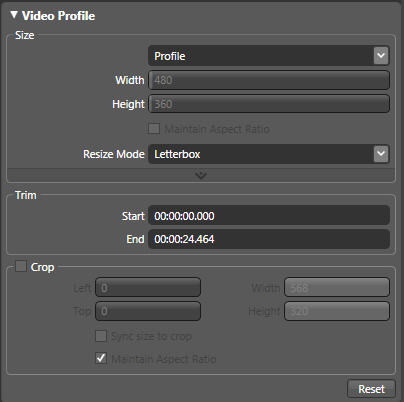 Video Profile
Size
Profile
Width 480
Height 360
Maintain Aspect Ratio
Resize Mode Letterbox
Trim
Start 00:00:00.000
End 00:00:24.464
Crop
Left 0 Width 568
Top 0 Height 320
Sync size to crop
Maintain Aspect Ratio
Reset